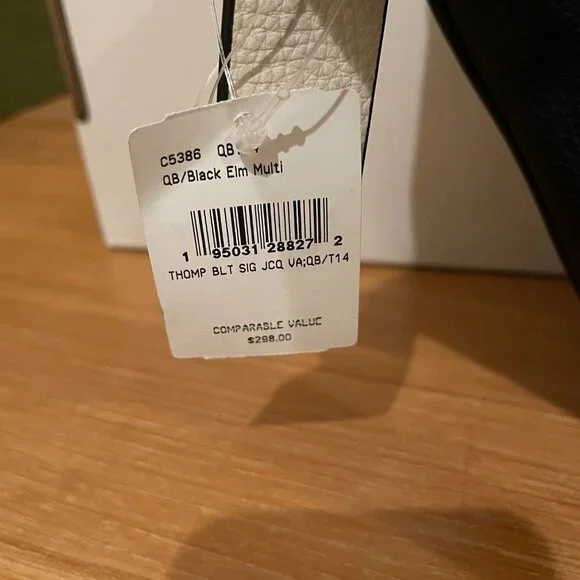 C5386
QB/Black Elm Multi
1 95031 28827 2
THOMP BLT SIG JCQ VA;QB/T14
COMPARABLE VALUE
$298.00